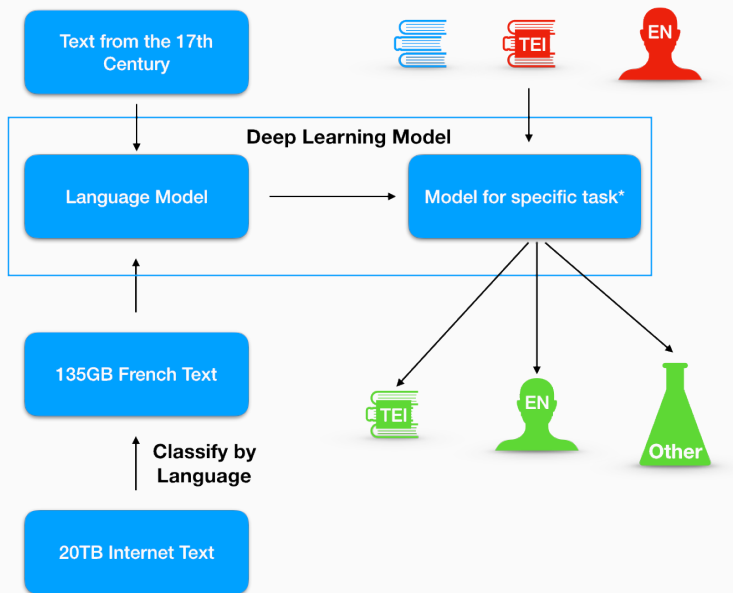 Text from the 17th
Century
TEI
EN
Deep Learning Model
Language Model
Model for specific task*
135GB French Text
TEI
EN
Other
Classify by
Language
20TB Internet Text